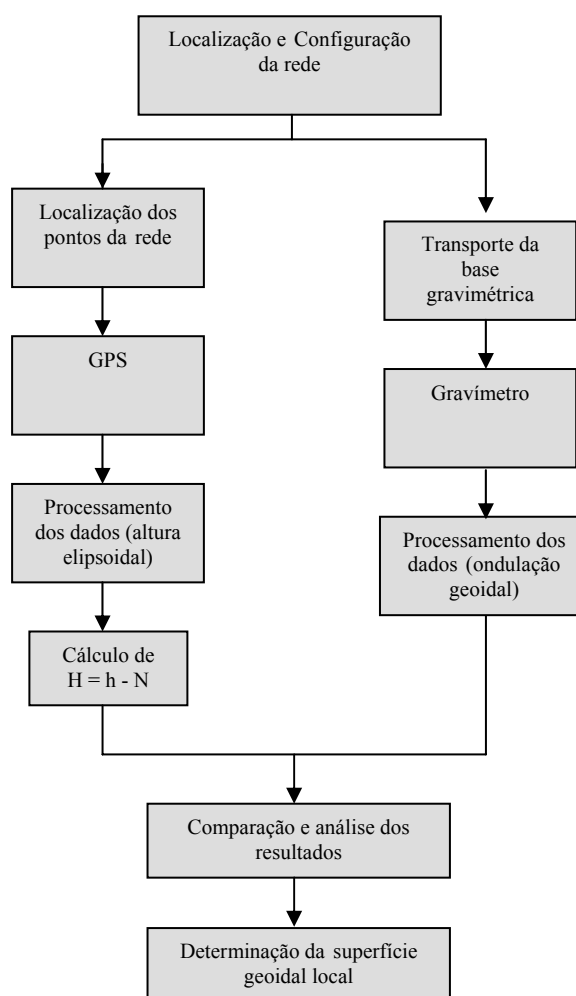 Localização e Configuração
da rede
Localização dos
pontos da rede
GPS
Processamento
dos dados (altura
elipsoidal)
Cálculo de
H = h - N
Transporte da
base
gravimétrica
Gravímetro
Processamento dos
dados (ondulação
geoidal)
Comparação e análise dos
resultados
Determinação da superfície
geoidal local